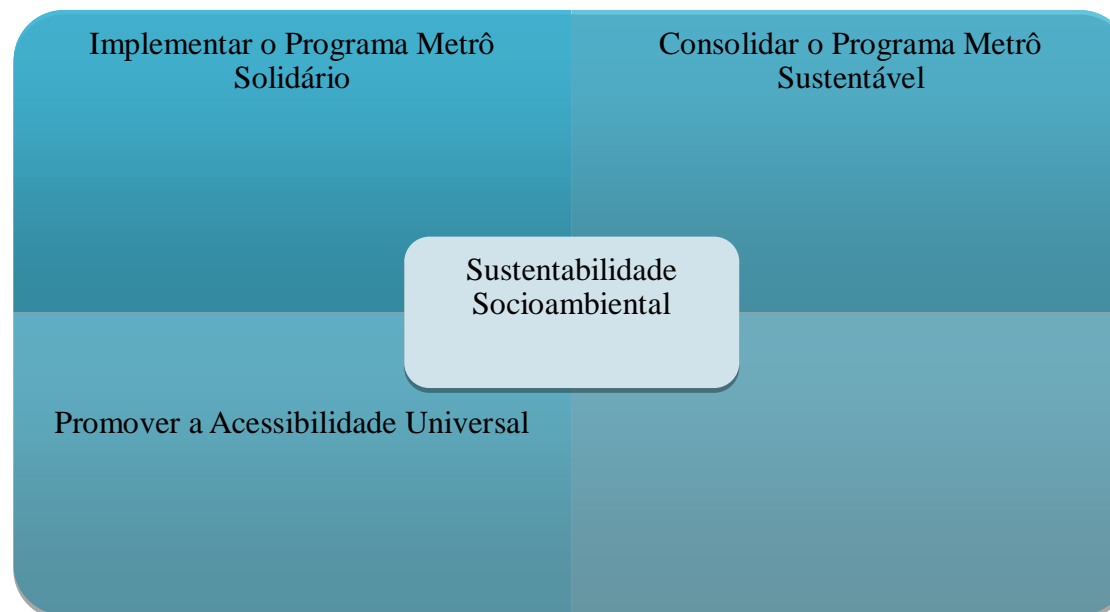 Implementar o Programa Metrô
Solidário
Consolidar o Programa Metrô
Sustentável
Sustentabilidade
Socioambiental
Promover a Acessibilidade Universal